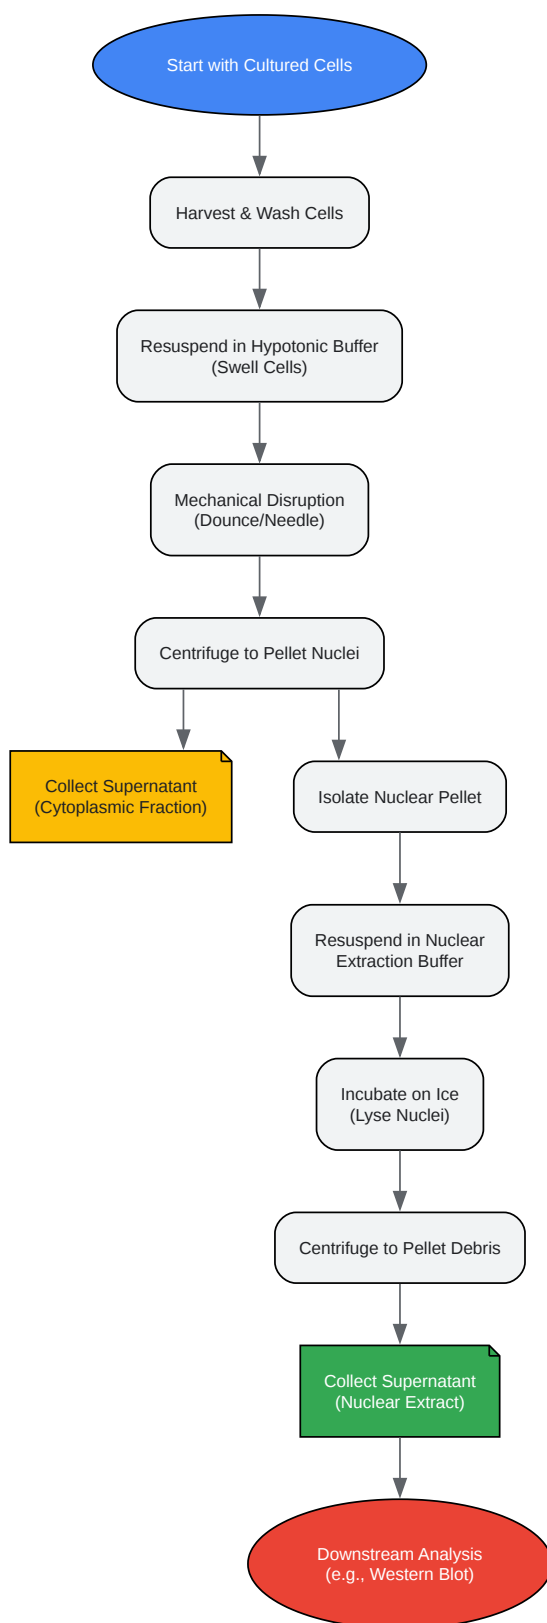 Start with Cultured Cells
Harvest & Wash Cells
Resuspend in Hypotonic Buffer
(Swell Cells)
Mechanical Disruption
(Dounce/Needle)
Centrifuge to Pellet Nuclei
Collect Supernatant
(Cytoplasmic Fraction)
Isolate Nuclear Pellet
Resuspend in Nuclear
Extraction Buffer
Incubate on Ice
(Lyse Nuclei)
Centrifuge to Pellet Debris
Collect Supernatant
(Nuclear Extract)
Downstream Analysis
(e.g., Western Blot)